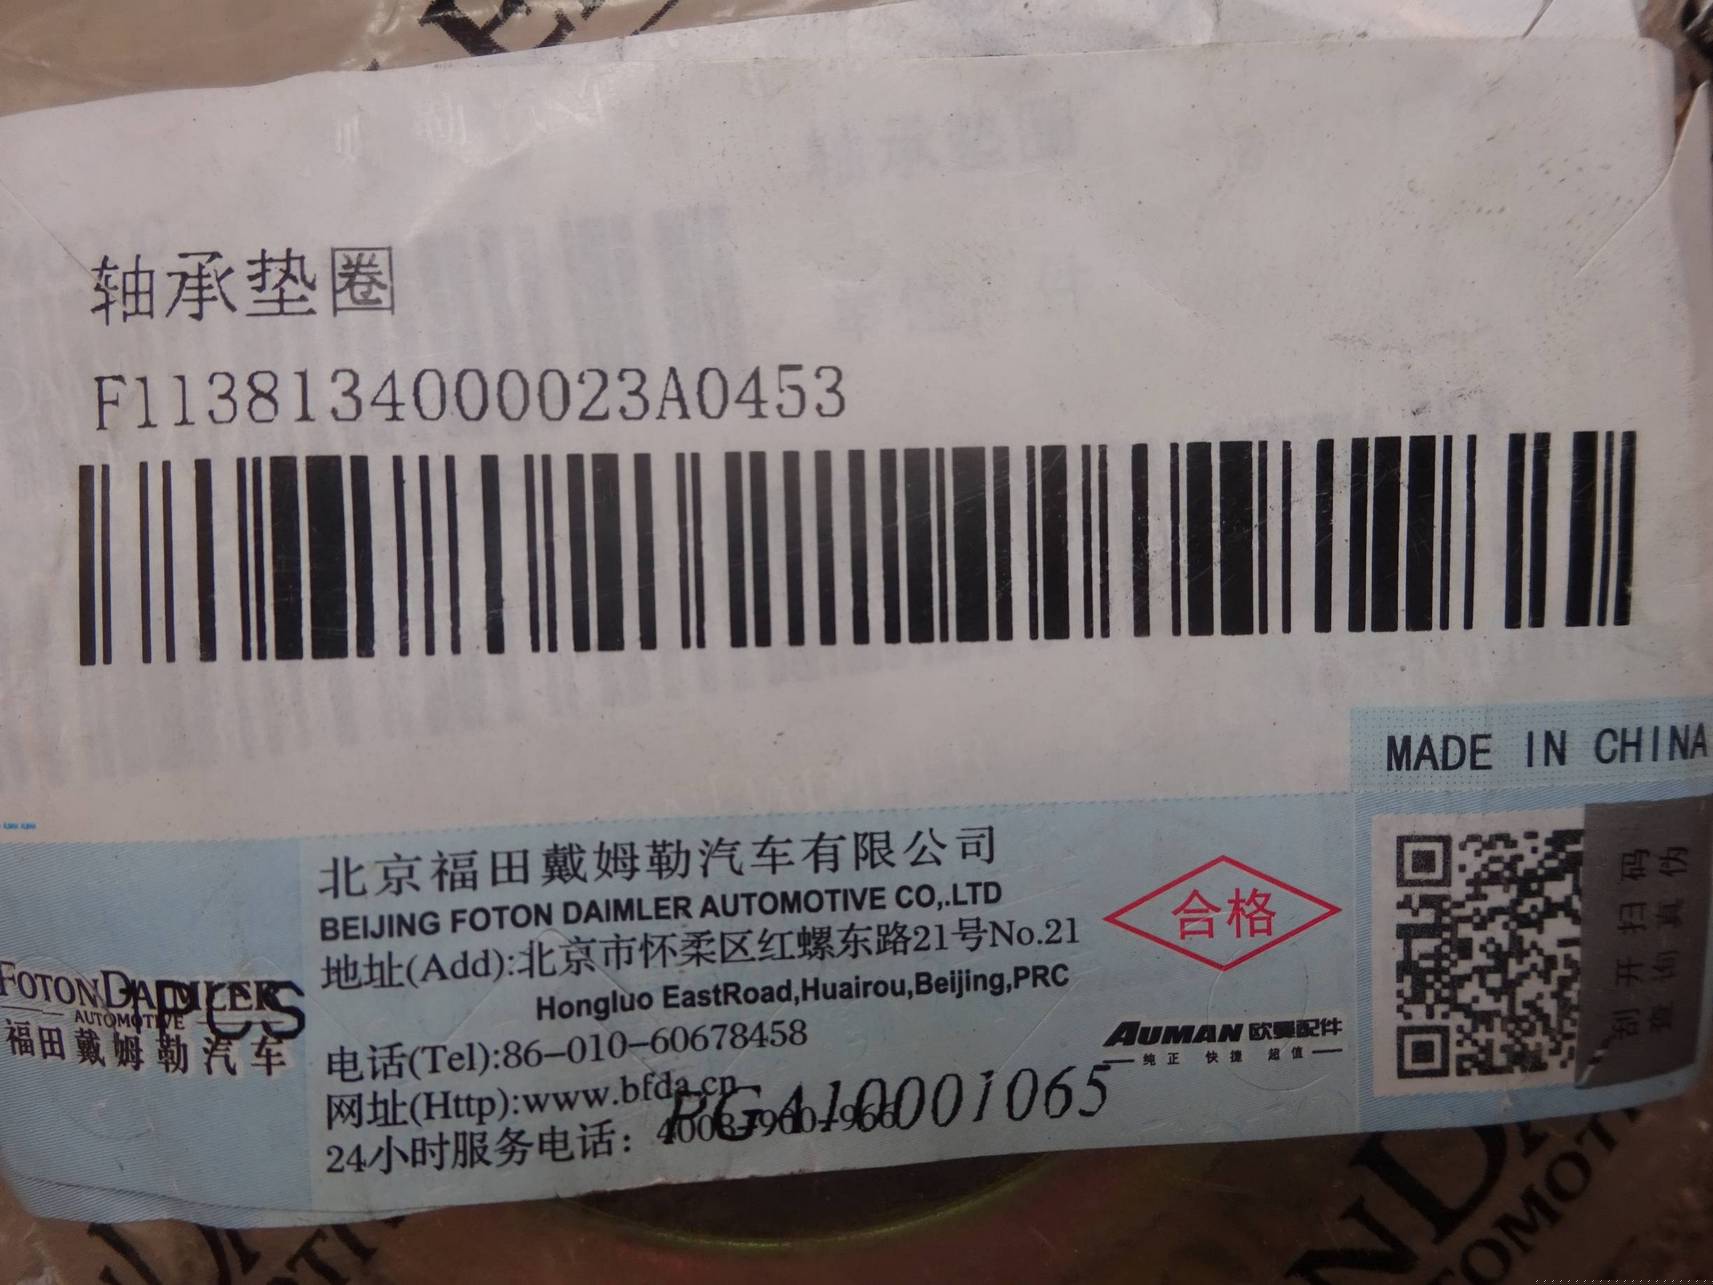 轴承垫圈
F1138134000023A0453
MADE IN CHINA
北京福田戴姆勒汽车有限公司
BEIJING FOTON DAIMLER AUTOMOTIVE CO,.LTD
地址(Add):北京市怀柔区红螺东路21号No.21
Hongluo EastRoad,Huairou,Beijing,PRC
电话(Tel):86-010-60678458
网址(Http):www.bfda.cn
24小时服务电话:
PGA10001065
合格
AUMAN 欧曼配件
纯正 快捷 超值
FOTON DAIMLER
AUTOMOTIVE
福田戴姆勒汽车
1PCS
刮开扫码
查询真伪